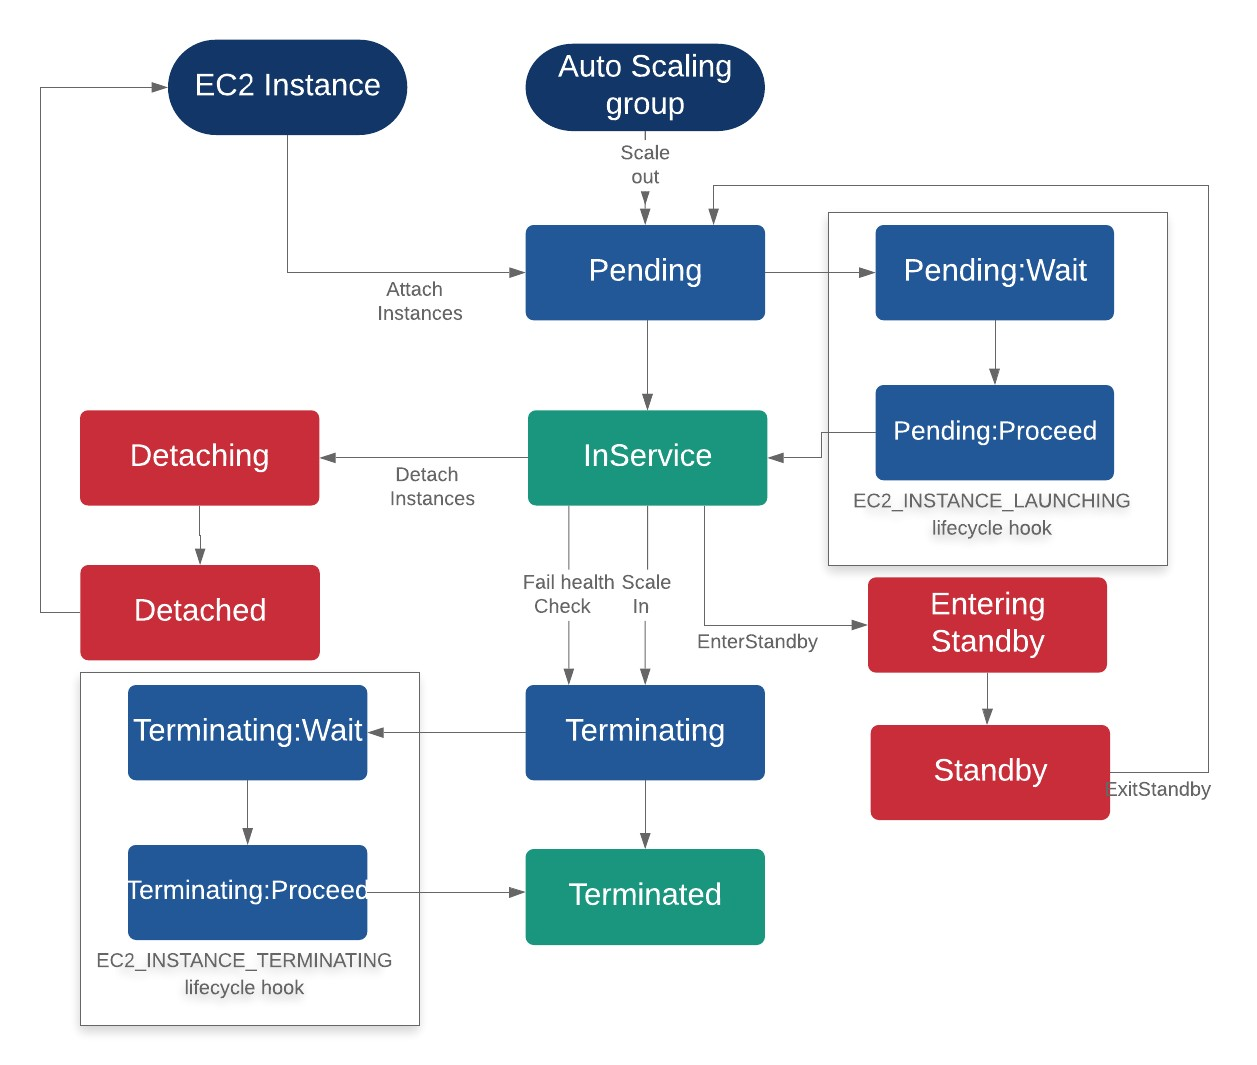 EC2 Instance
Auto Scaling
group
Scale
out
Pending
Pending:Wait
Attach
Instances
Detaching
InService
Pending:Proceed
Detach
Instances
EC2_INSTANCE_LAUNCHING
lifecycle hook
Detached
Fail health
Check
Scale
In
EnterStandby
Entering
Standby
Terminating:Wait
Terminating
Standby
ExitStandby
Terminating:Proceed
Terminated
EC2_INSTANCE_TERMINATING
lifecycle hook